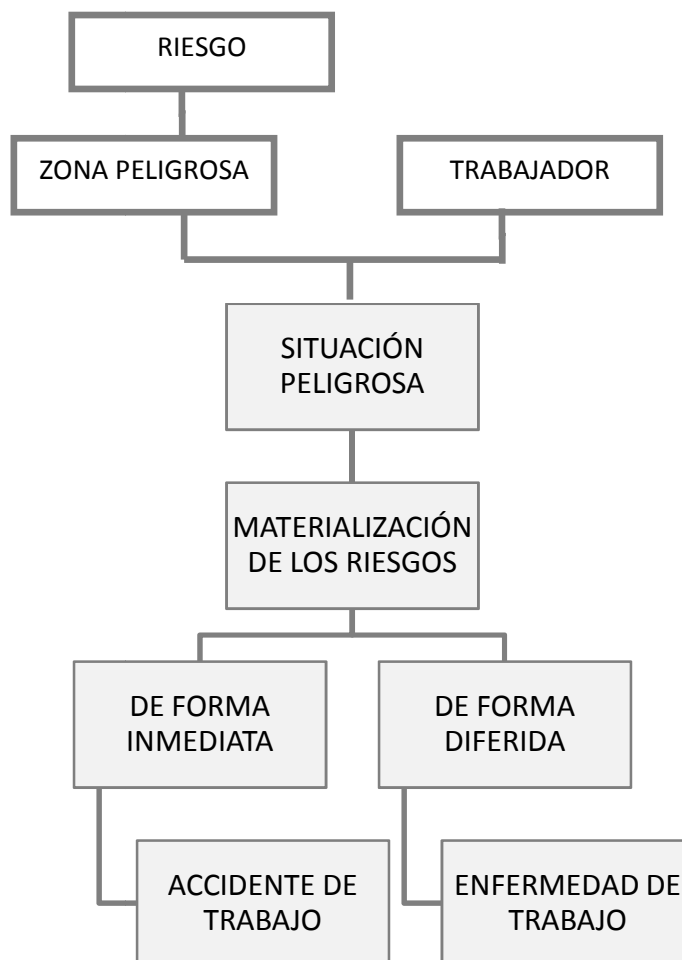 RIESGO
ZONA PELIGROSA
TRABAJADOR
SITUACIÓN
PELIGROSA
MATERIALIZACIÓN
DE LOS RIESGOS
DE FORMA
INMEDIATA
DE FORMA
DIFERIDA
ACCIDENTE DE
TRABAJO
ENFERMEDAD DE
TRABAJO